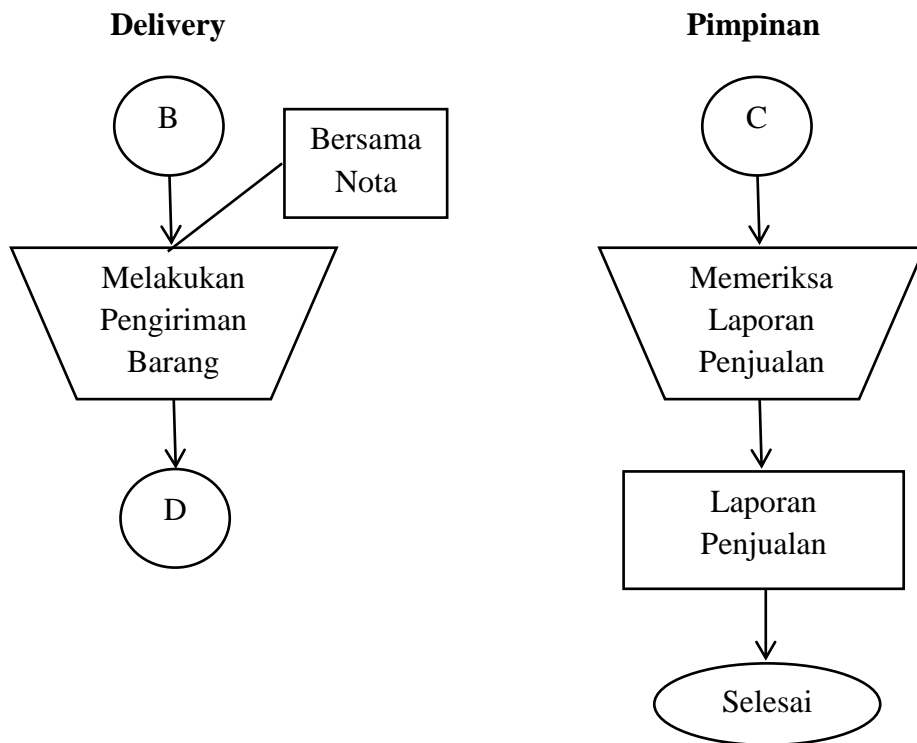 Delivery
B
Bersama
Nota
Melakukan
Pengiriman
Barang
D
Pimpinan
C
Memeriksa
Laporan
Penjualan
Laporan
Penjualan
Selesai